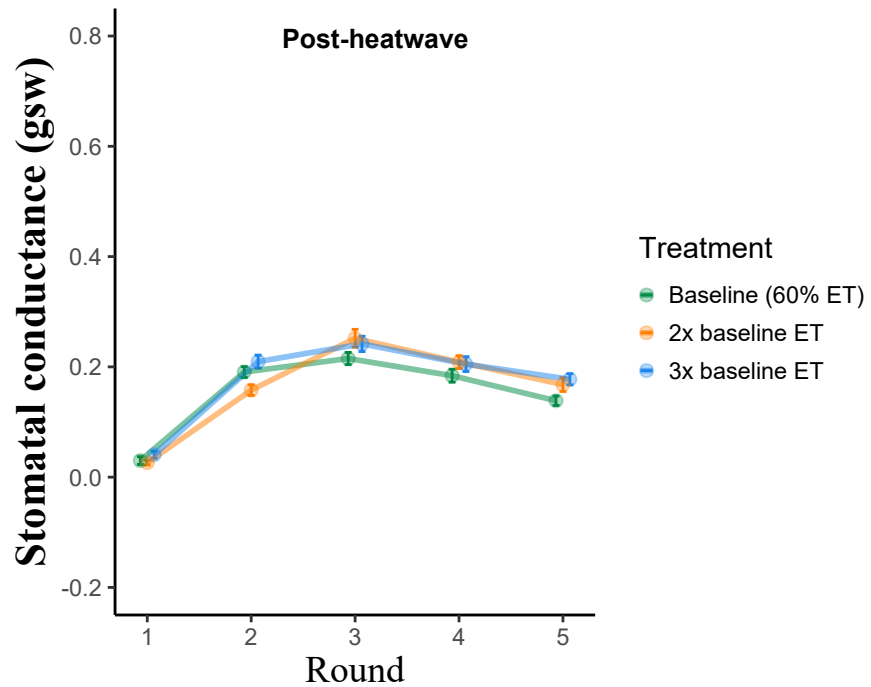 Post-heatwave
Stomatal conductance (gsw)
0.8
0.6
0.4
0.2
0.0
-0.2
1 2 3 4 5
Round
Treatment
Baseline (60% ET)
2x baseline ET
3x baseline ET